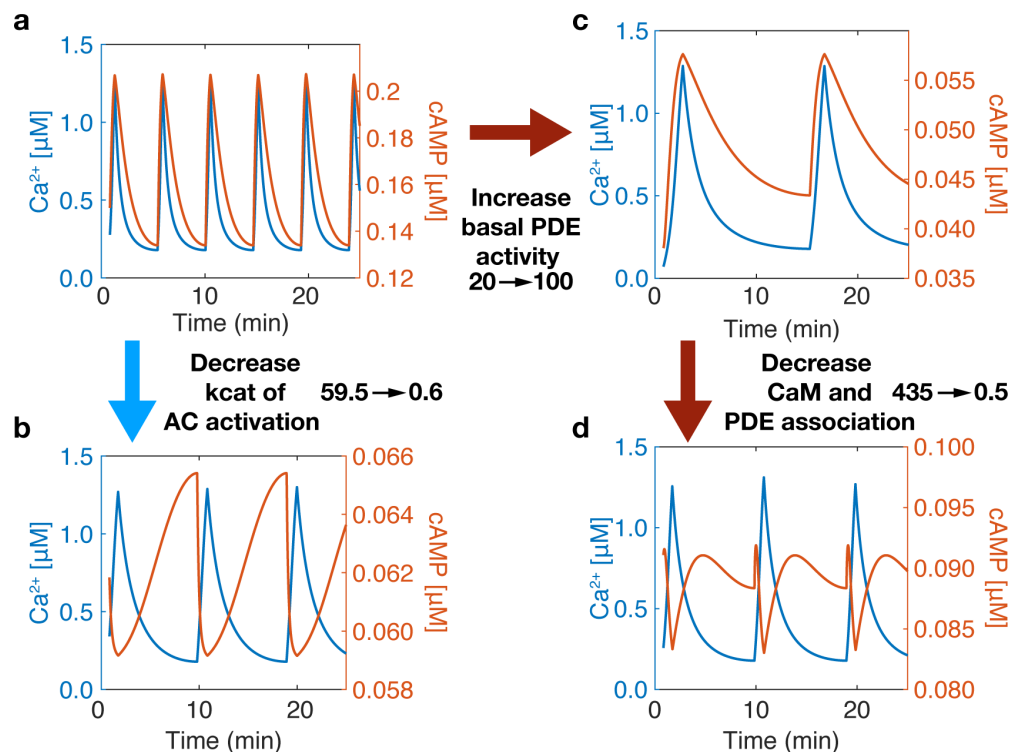 a
1.5
1.0
0.5
0.0
Ca²⁺ [µM]
0.2
0.18
0.16
0.14
0.12
cAMP [µM]
0 10 20
Time (min)
Increase
basal PDE
activity
20→100
c
1.5
1.0
0.5
0.0
Ca²⁺ [µM]
0.055
0.050
0.045
0.040
0.035
cAMP [µM]
0 10 20
Time (min)
Decrease
kcat of 59.5→0.6
AC activation
Decrease
CaM and 435→0.5
PDE association
b
1.5
1.0
0.5
0.0
Ca²⁺ [µM]
0.066
0.064
0.062
0.060
0.058
cAMP [µM]
0 10 20
Time (min)
d
1.5
1.0
0.5
0.0
Ca²⁺ [µM]
0.100
0.095
0.090
0.085
0.080
cAMP [µM]
0 10 20
Time (min)